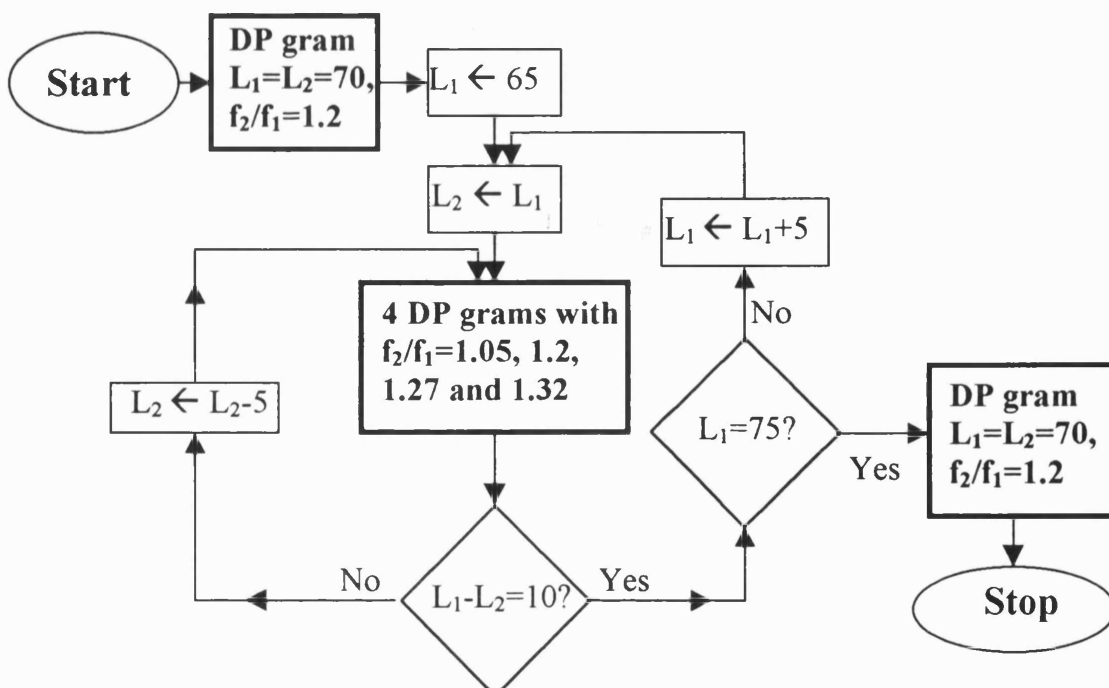 Start
DP gram
L₁=L₂=70,
f₂/f₁=1.2
L₁ ← 65
L₂ ← L₁
L₁ ← L₁+5
4 DP grams with
f₂/f₁=1.05, 1.2,
1.27 and 1.32
L₂ ← L₂-5
No
L₁=75?
Yes
DP gram
L₁=L₂=70,
f₂/f₁=1.2
No
L₁-L₂=10?
Yes
Stop